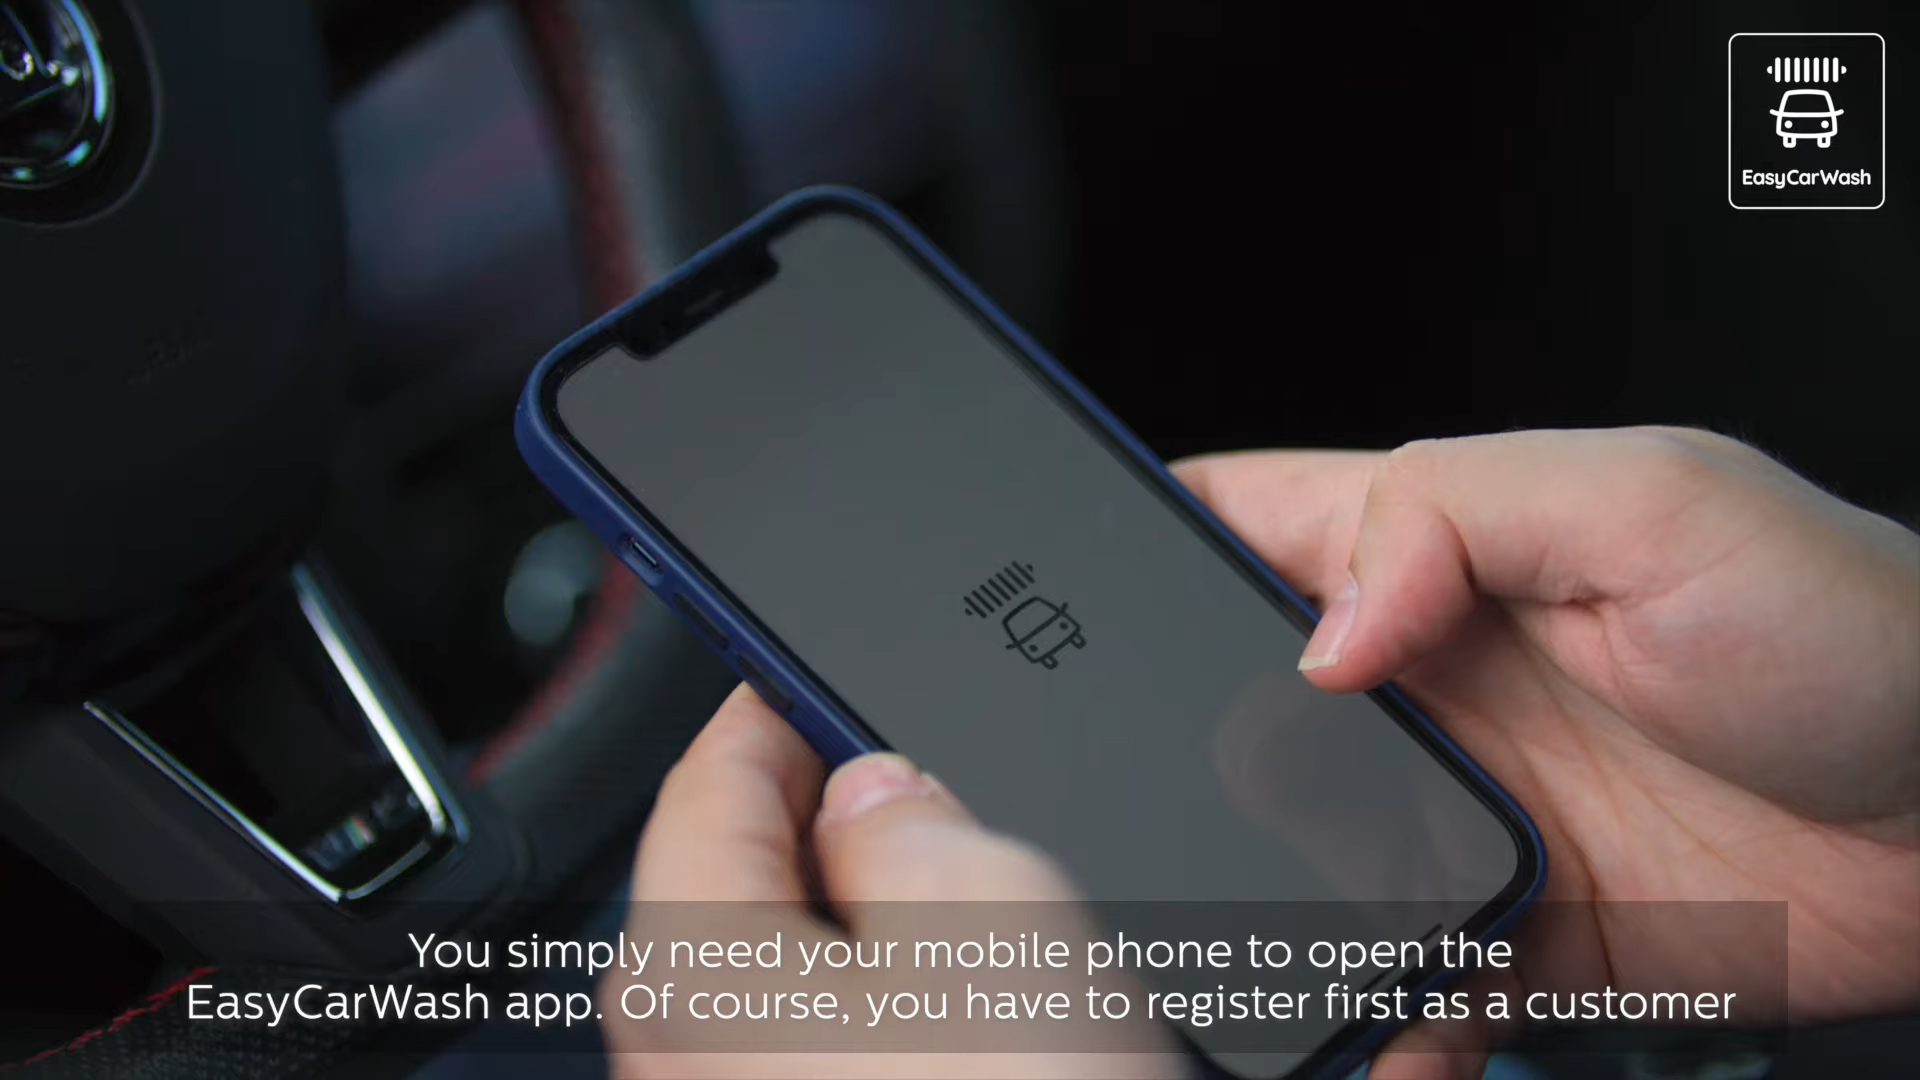 EasyCarWash
You simply need your mobile phone to open the
EasyCarWash app. Of course, you have to register first as a customer